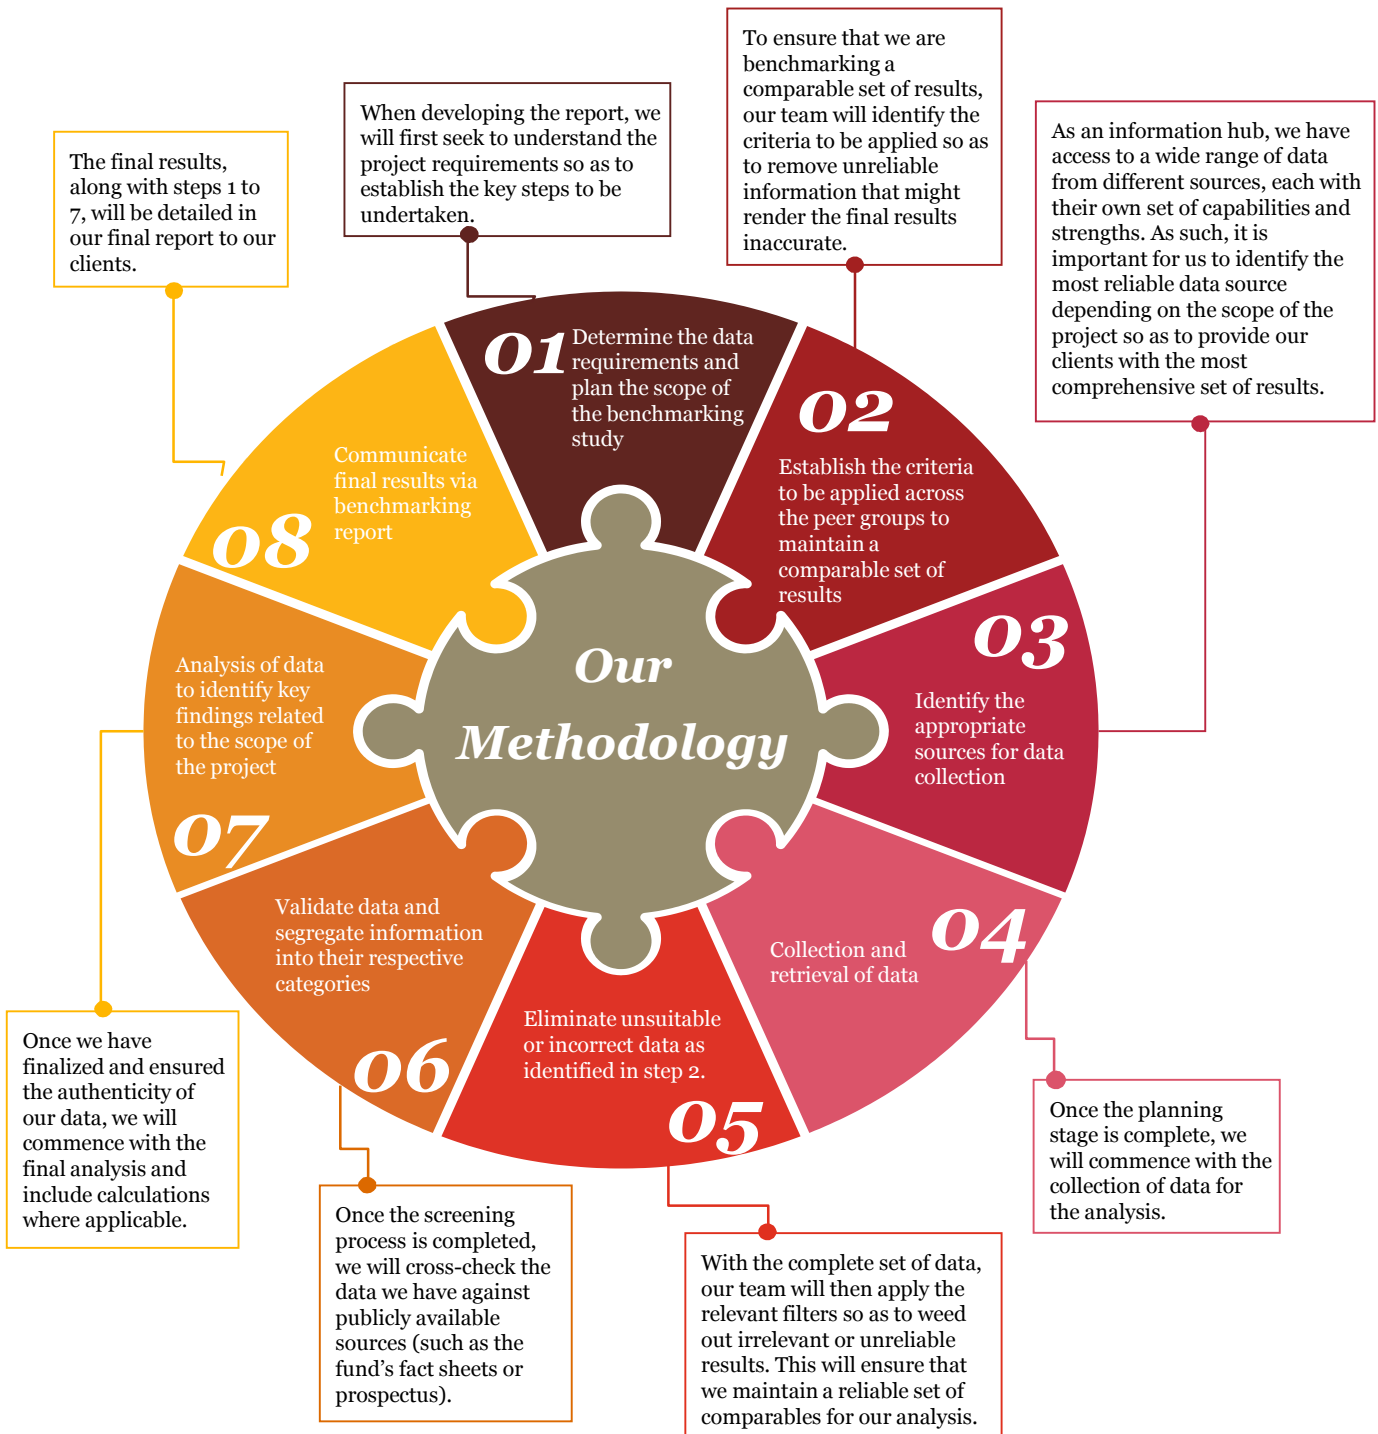 To ensure that we are
benchmarking a
comparable set of results,
our team will identify the
criteria to be applied so as
to remove unreliable
information that might
render the final results
inaccurate.
When developing the report, we
will first seek to understand the
project requirements so as to
establish the key steps to be
undertaken.
As an information hub, we have
access to a wide range of data
from different sources, each with
their own set of capabilities and
strengths. As such, it is
important for us to identify the
most reliable data source
depending on the scope of the
project so as to provide our
clients with the most
comprehensive set of results.
The final results,
along with steps 1 to
7, will be detailed in
our final report to our
clients.
01
Determine the data
requirements and
plan the scope of
the benchmarking
study
02
Establish the criteria
to be applied across
the peer groups to
maintain a
comparable set of
results
03
Identify the
appropriate
sources for data
collection
04
Collection and
retrieval of data
05
Eliminate unsuitable
or incorrect data as
identified in step 2.
06
Validate data and
segregate information
into their respective
categories
07
Analysis of data
to identify key
findings related
to the scope of
the project
08
Communicate
final results via
benchmarking
report
Our
Methodology
Once we have
finalized and ensured
the authenticity of
our data, we will
commence with the
final analysis and
include calculations
where applicable.
Once the screening
process is completed,
we will cross-check the
data we have against
publicly available
sources (such as the
fund’s fact sheets or
prospectus).
With the complete set of data,
our team will then apply the
relevant filters so as to weed
out irrelevant or unreliable
results. This will ensure that
we maintain a reliable set of
comparables for our analysis.
Once the planning
stage is complete, we
will commence with the
collection of data for
the analysis.